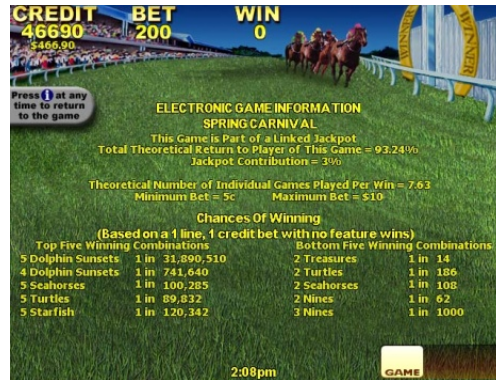 CREDIT BET WIN
46690 200 0
$466.90
Press i at any
time to return
to the game
WINNER
ELECTRONIC GAME INFORMATION
SPRING CARNIVAL
This Game is Part of a Linked Jackpot
Total Theoretical Return to Player of This Game = 93.24%
Jackpot Contribution = 3%
Theoretical Number of Individual Games Played Per Win = 7.63
Minimum Bet = 5c Maximum Bet = $10
Chances Of Winning
(Based on a 1 line, 1 credit bet with no feature wins)
Top Five Winning Combinations Bottom Five Winning Combinations
5 Dolphin Sunsets 1 in 31,890,510 2 Treasures 1 in 14
4 Dolphin Sunsets 1 in 741,640 2 Turtles 1 in 186
5 Seahorses 1 in 100,285 2 Seahorses 1 in 108
5 Turtles 1 in 89,832 2 Nines 1 in 62
5 Starfish 1 in 120,342 3 Nines 1 in 1000
2:08pm
GAME